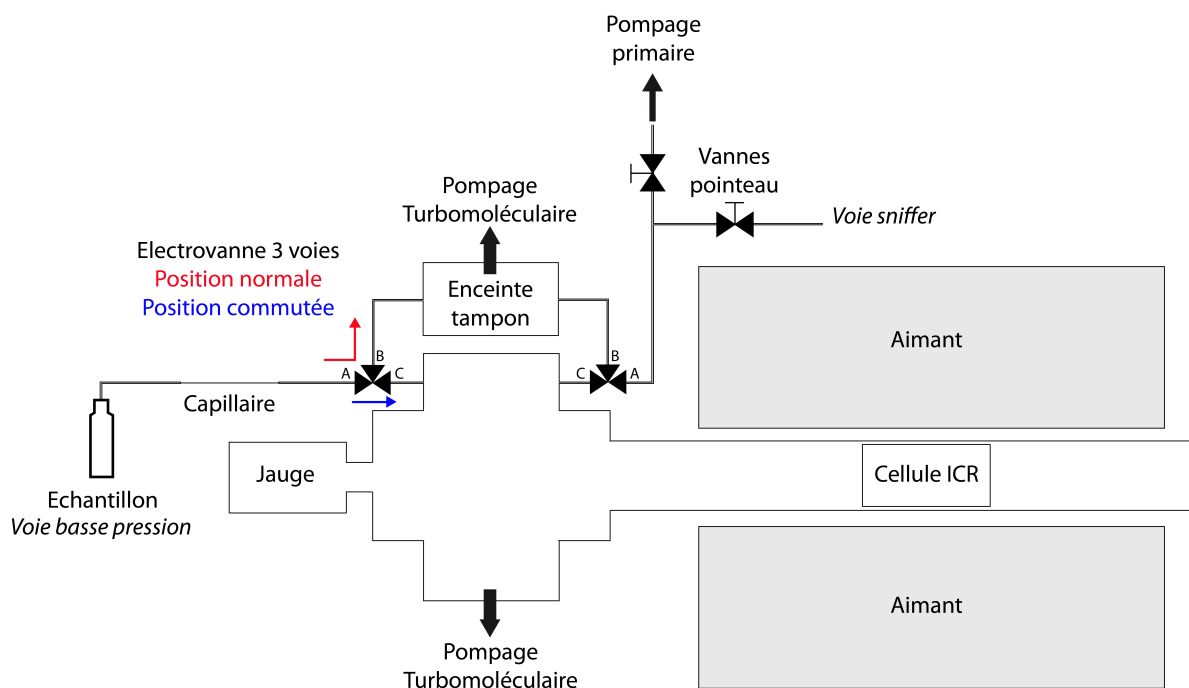 Pompage
primaire
Vannes
pointeau
Voie sniffer
Pompage
Turbomoléculaire
Electrovanne 3 voies
Position normale
Position commutée
Enceinte
tampon
Aimant
B
B
A
C
C
A
Capillaire
Echantillon
Voie basse pression
Jauge
Cellule ICR
Aimant
Pompage
Turbomoléculaire